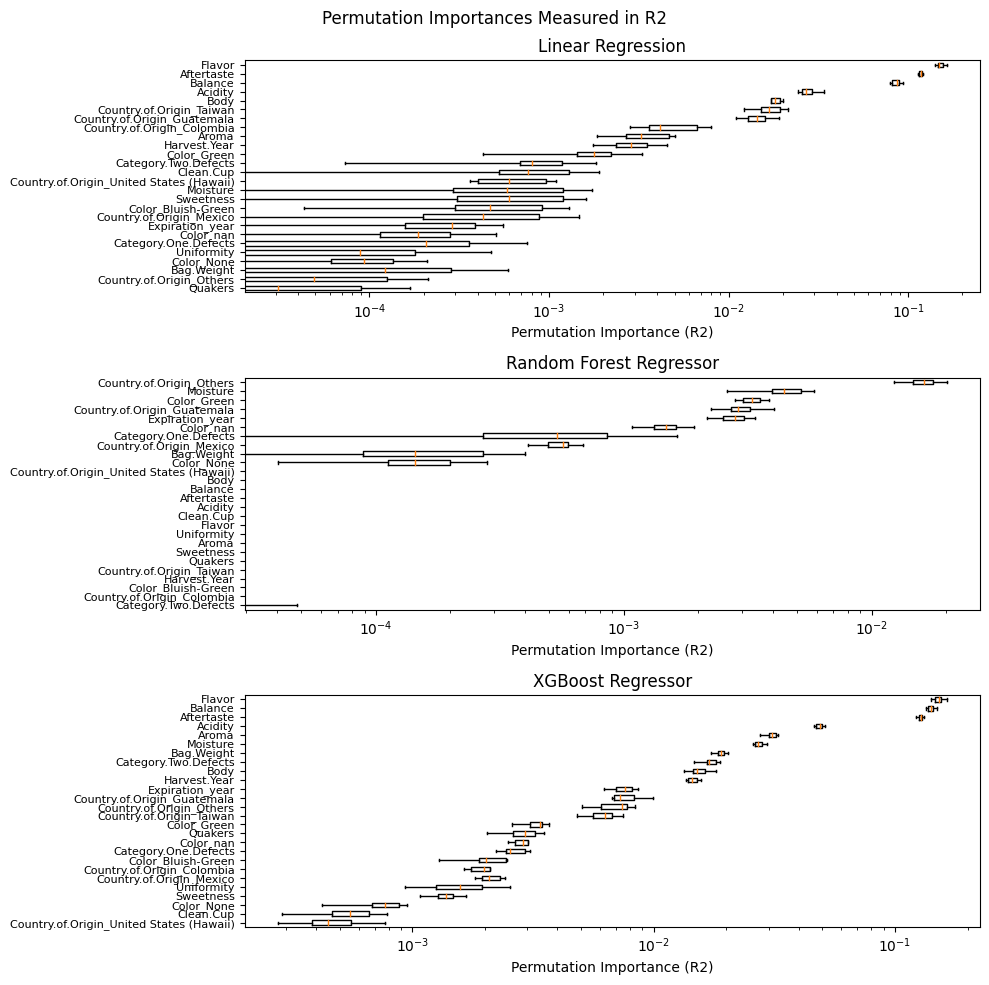 Permutation Importances Measured in R2
Linear Regression
Flavor
Aftertaste
Balance
Acidity
Body
Country.of.Origin_Taiwan
Country.of.Origin_Guatemala
Country.of.Origin_Colombia
Aroma
Harvest.Year
Color_Green
Category.Two.Defects
Clean.Cup
Country.of.Origin_United States (Hawaii)
Moisture
Sweetness
Color_Bluish-Green
Country.of.Origin_Mexico
Expiration_year
Color_nan
Category.One.Defects
Uniformity
Color_None
Bag.Weight
Country.of.Origin_Others
Quakers
10⁻⁴ 10⁻³ 10⁻² 10⁻¹
Permutation Importance (R2)
Random Forest Regressor
Country.of.Origin_Others
Moisture
Color_Green
Country.of.Origin_Guatemala
Expiration_year
Color_nan
Category.One.Defects
Country.of.Origin_Mexico
Bag.Weight
Color_None
Country.of.Origin_United States (Hawaii)
Body
Balance
Aftertaste
Acidity
Clean.Cup
Flavor
Uniformity
Aroma
Sweetness
Quakers
Country.of.Origin_Taiwan
Harvest.Year
Color_Bluish-Green
Country.of.Origin_Colombia
Category.Two.Defects
10⁻⁴ 10⁻³ 10⁻²
Permutation Importance (R2)
XGBoost Regressor
Flavor
Balance
Aftertaste
Acidity
Aroma
Moisture
Bag.Weight
Category.Two.Defects
Body
Harvest.Year
Expiration_year
Country.of.Origin_Guatemala
Country.of.Origin_Others
Country.of.Origin_Taiwan
Color_Green
Quakers
Color_nan
Category.One.Defects
Color_Bluish-Green
Country.of.Origin_Colombia
Country.of.Origin_Mexico
Uniformity
Sweetness
Color_None
Clean.Cup
Country.of.Origin_United States (Hawaii)
10⁻³ 10⁻² 10⁻¹
Permutation Importance (R2)